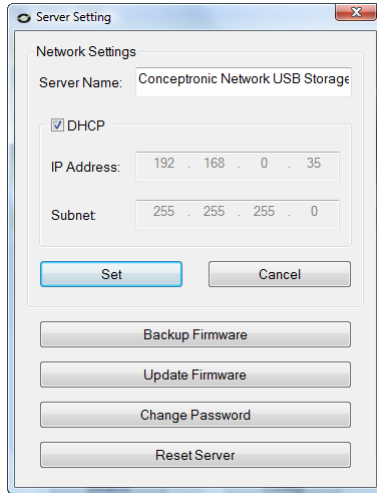 Server Setting
Network Settings
Server Name: Conceptronic Network USB Storage
DHCP
IP Address: 192 . 168 . 0 . 35
Subnet: 255 . 255 . 255 . 0
Set Cancel
Backup Firmware
Update Firmware
Change Password
Reset Server